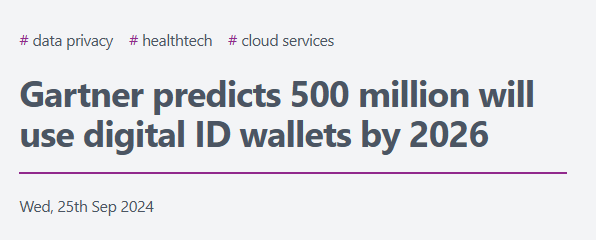 # data privacy # healthtech # cloud services
Gartner predicts 500 million will
use digital ID wallets by 2026
Wed, 25th Sep 2024